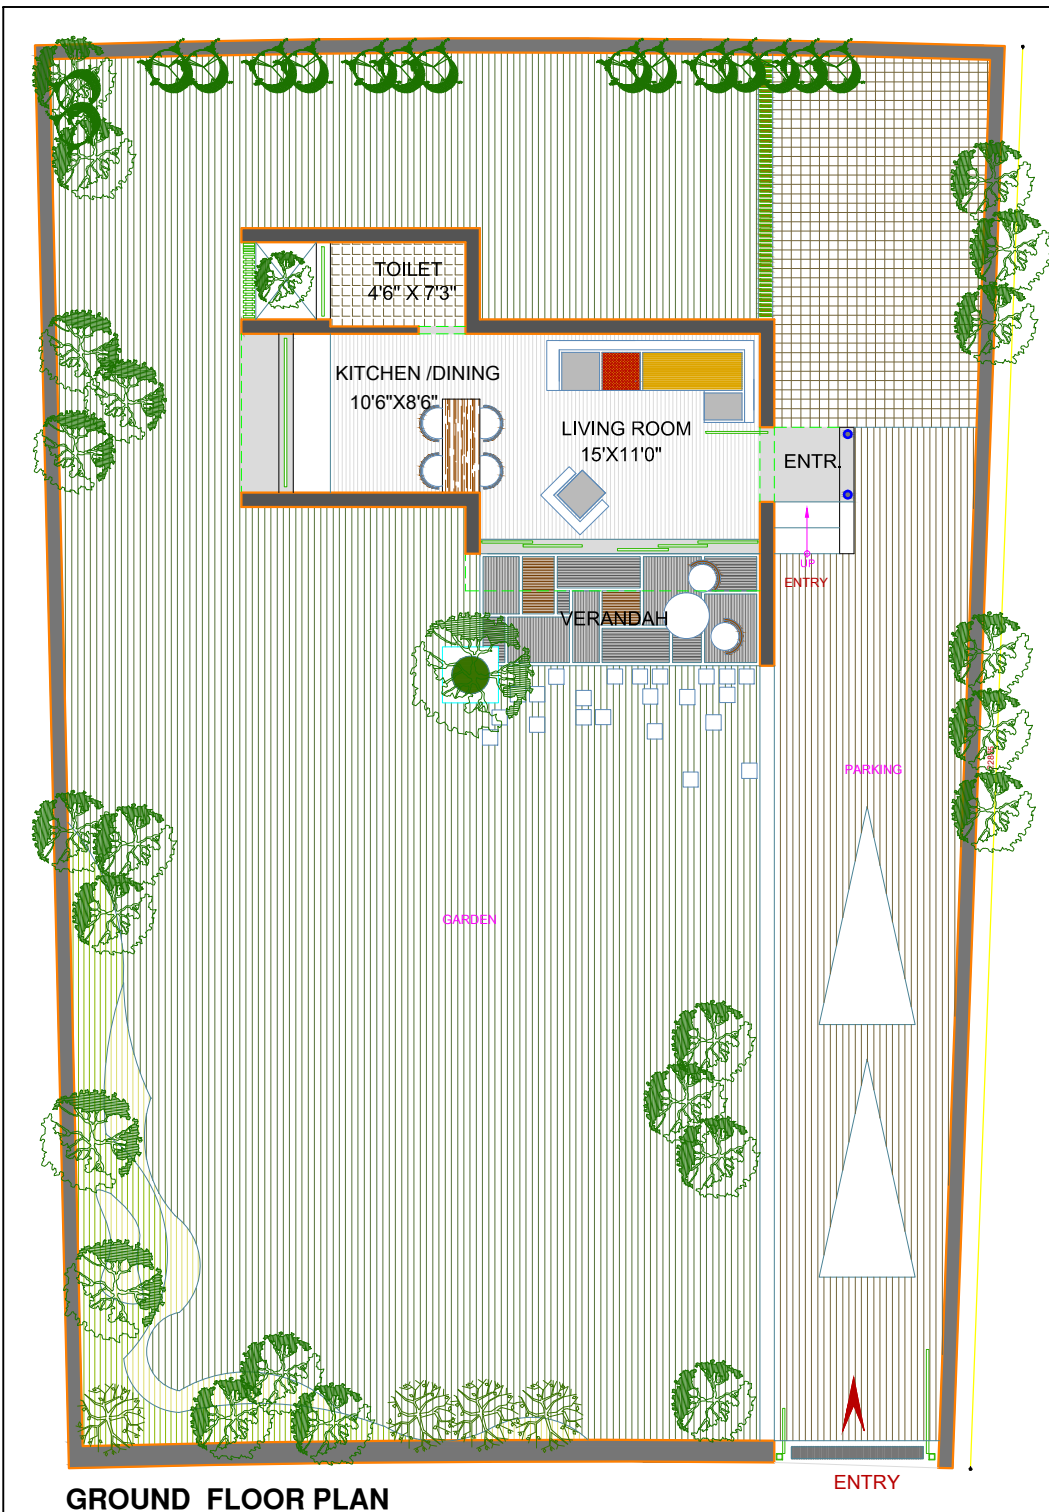 TOILET
4'6" X 7'3"
KITCHEN /DINING
10'6"X8'6"
LIVING ROOM
15'X11'0"
ENTR.
UP
ENTRY
VERANDAH
PARKING
GARDEN
ENTRY
GROUND FLOOR PLAN